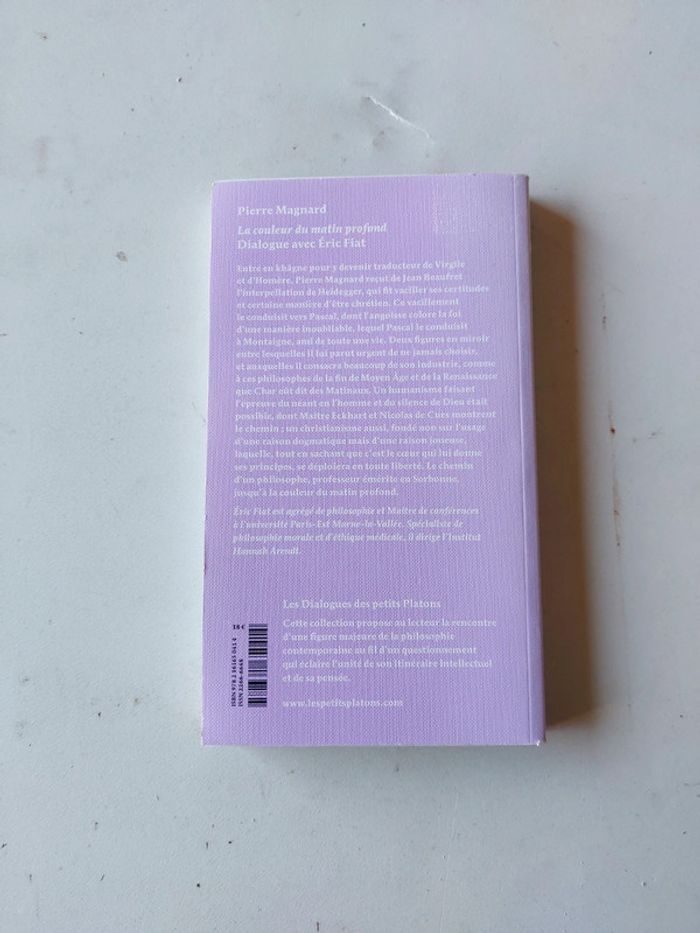 Pierre Magnard
La couleur du matin profond
Dialogue avec Éric Fiat
Entré en khâgne pour y devenir traducteur de Virgile
et d'Homère, Pierre Magnard reçut de Jean Beaufret
l'interpellation de Heidegger, qui fit vaciller ses certitudes
et certaine manière d'être chrétien. Ce vacillement
le conduisit vers Pascal, dont l'angoisse colore la foi
d'une manière inoubliable, lequel Pascal le conduisit
à Montaigne, ami de toute une vie. Deux figures en miroir
entre lesquelles il lui parut urgent de ne jamais choisir,
et auxquelles il consacra beaucoup de son industrie, comme
à ces philosophes de la fin de Moyen Âge et de la Renaissance
que Char eût dit des Matinaux. Un humanisme faisant
l'épreuve du néant en l'homme et du silence de Dieu était
possible, dont Maître Eckhart et Nicolas de Cues montrent
le chemin ; un christianisme aussi, fondé non sur l'usage
d'une raison dogmatique mais d'une raison joueuse,
laquelle, tout en sachant que c'est le cœur qui lui donne
ses principes, se déploiera en toute liberté. Le chemin
d'un philosophe, professeur émérite en Sorbonne,
jusqu'à la couleur du matin profond.
Éric Fiat est agrégé de philosophie et Maître de conférences
à l'université Paris-Est Marne-la-Vallée. Spécialiste de
philosophie morale et d'éthique médicale, il dirige l'Institut
Hannah Arendt.
Les Dialogues des petits Platons
Cette collection propose au lecteur la rencontre
d'une figure majeure de la philosophie
contemporaine au fil d'un questionnement
qui éclaire l'unité de son itinéraire intellectuel
et de sa pensée.
www.lespetitsplatons.com
18 €
ISBN 978 2 36165 041 4
ISSN 2266-6648